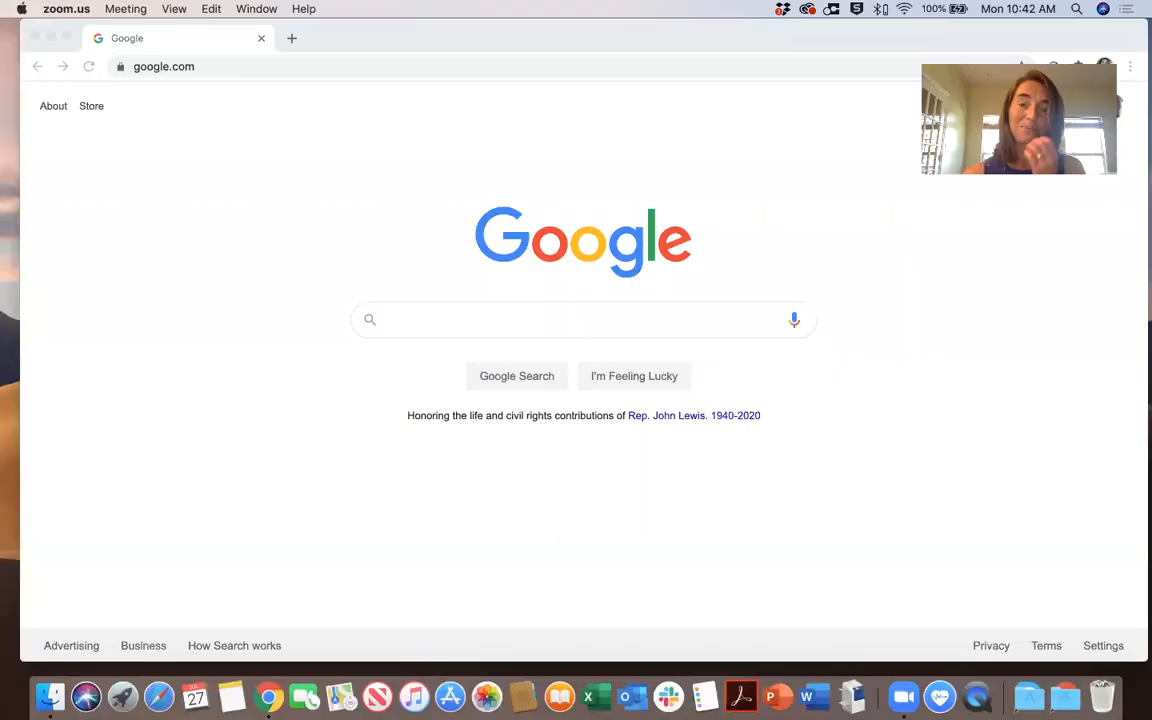 zoom.us Meeting View Edit Window Help 100% Mon 10:42 AM
Google
google.com
About Store
Google
Google Search I'm Feeling Lucky
Honoring the life and civil rights contributions of Rep. John Lewis. 1940-2020
Advertising Business How Search works Privacy Terms Settings
JUL
27